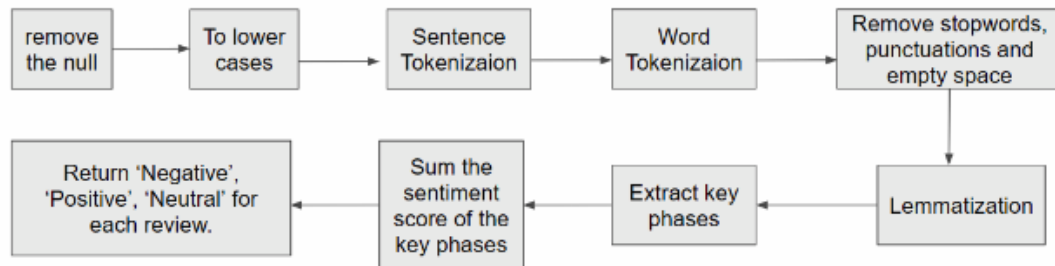 remove
the null
To lower
cases
Sentence
Tokenizaion
Word
Tokenizaion
Remove stopwords,
punctuations and
empty space
Lemmatization
Extract key
phases
Sum the
sentiment
score of the
key phases
Return ‘Negative’,
‘Positive’, ‘Neutral’ for
each review.